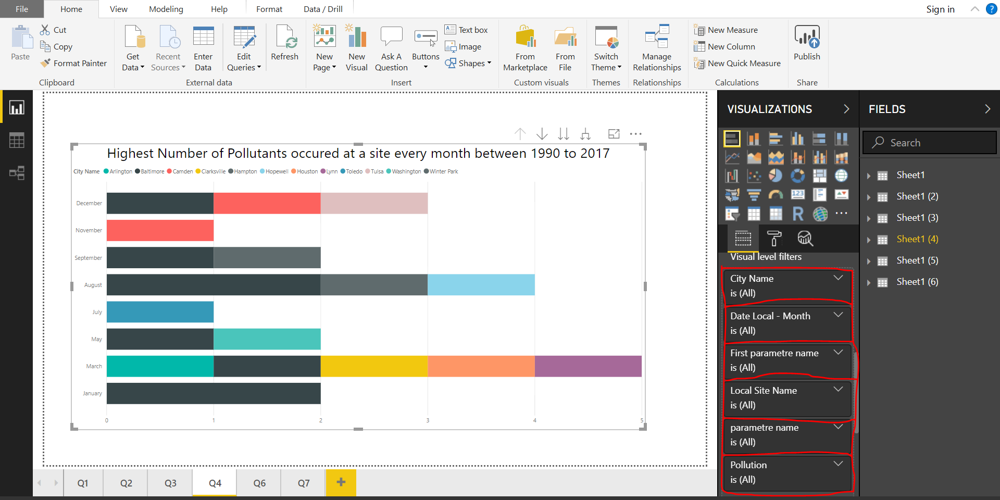 File Home View Modeling Help Format Data / Drill Sign in ?
Paste
Cut
Copy
Format Painter
Clipboard
Get Data
Recent Sources
Enter Data
Edit Queries
Refresh
External data
New Page
New Visual
Ask A Question
Buttons
Text box
Image
Shapes
Insert
From Marketplace
From File
Custom visuals
Switch Theme
Themes
Manage Relationships
Relationships
New Measure
New Column
New Quick Measure
Calculations
Publish
Share
Highest Number of Pollutants occured at a site every month between 1990 to 2017
City Name Arlington Baltimore Camden Clarksville Hampton Hopewell Houston Lynn Toledo Tulsa Washington Winter Park
December
November
September
August
July
May
March
January
0 1 2 3 4 5
Q1 Q2 Q3 Q4 Q6 Q7 +
VISUALIZATIONS
123
R
Visual level filters
City Name
is (All)
Date Local - Month
is (All)
First parametre name
is (All)
Local Site Name
is (All)
parametre name
is (All)
Pollution
is (All)
FIELDS
Search
Sheet1
Sheet1 (2)
Sheet1 (3)
Sheet1 (4)
Sheet1 (5)
Sheet1 (6)